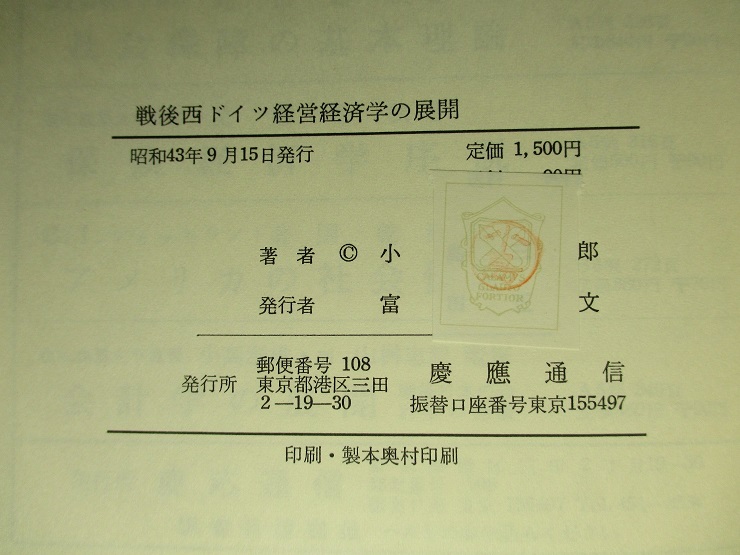 戦後西ドイツ経営経済学の展開
昭和43年9月15日発行
定価 1,500円
著者 © 小 郎
発行者 富 文
発行所
郵便番号 108
東京都港区三田
2―19―30
慶應通信
振替口座番号東京155497
印刷・製本奥村印刷
FORTIOR